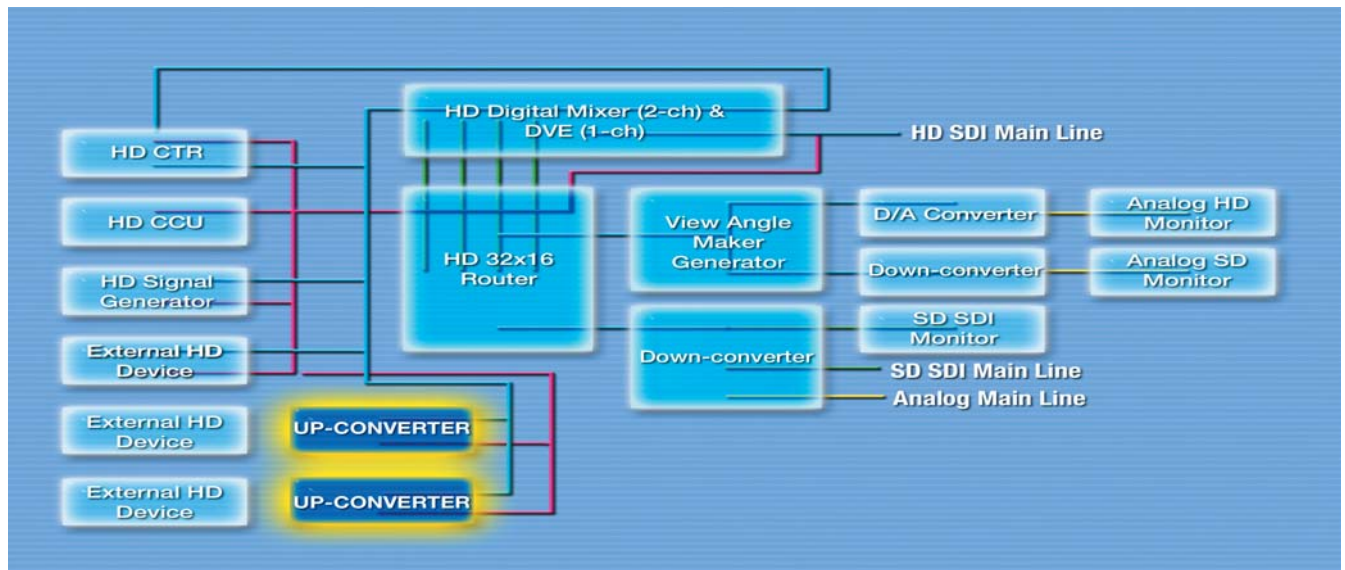 HD Digital Mixer (2-ch) &
DVE (1-ch)
HD SDI Main Line
HD CTR
HD CCU
HD Signal
Generator
External HD
Device
External HD
Device
External HD
Device
UP-CONVERTER
UP-CONVERTER
HD 32x16
Router
View Angle
Maker
Generator
Down-converter
D/A Converter
Down-converter
SD SDI
Monitor
SD SDI Main Line
Analog Main Line
Analog HD
Monitor
Analog SD
Monitor